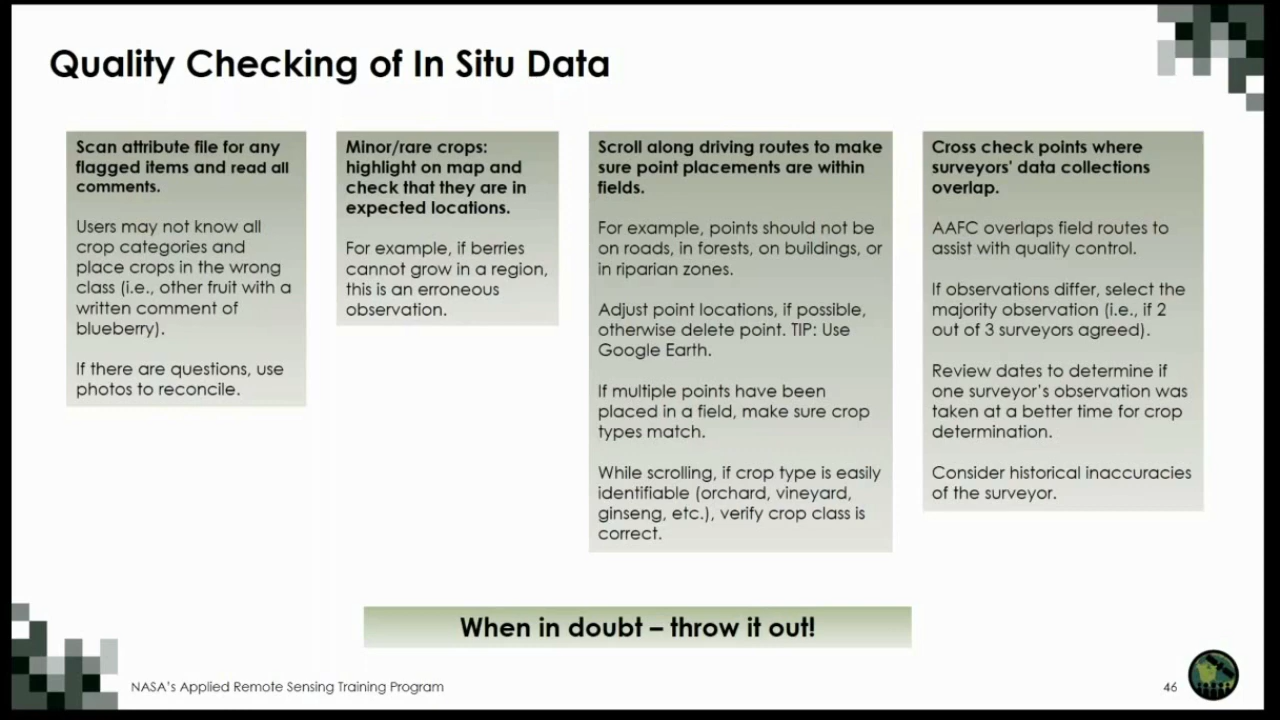 Quality Checking of In Situ Data
Scan attribute file for any
flagged items and read all
comments.
Users may not know all
crop categories and
place crops in the wrong
class (i.e., other fruit with a
written comment of
blueberry).
If there are questions, use
photos to reconcile.
Minor/rare crops:
highlight on map and
check that they are in
expected locations.
For example, if berries
cannot grow in a region,
this is an erroneous
observation.
Scroll along driving routes to make
sure point placements are within
fields.
For example, points should not be
on roads, in forests, on buildings, or
in riparian zones.
Adjust point locations, if possible,
otherwise delete point. TIP: Use
Google Earth.
If multiple points have been
placed in a field, make sure crop
types match.
While scrolling, if crop type is easily
identifiable (orchard, vineyard,
ginseng, etc.), verify crop class is
correct.
Cross check points where
surveyors' data collections
overlap.
AAFC overlaps field routes to
assist with quality control.
If observations differ, select the
majority observation (i.e., if 2
out of 3 surveyors agreed).
Review dates to determine if
one surveyor's observation was
taken at a better time for crop
determination.
Consider historical inaccuracies
of the surveyor.
When in doubt – throw it out!
NASA's Applied Remote Sensing Training Program
46